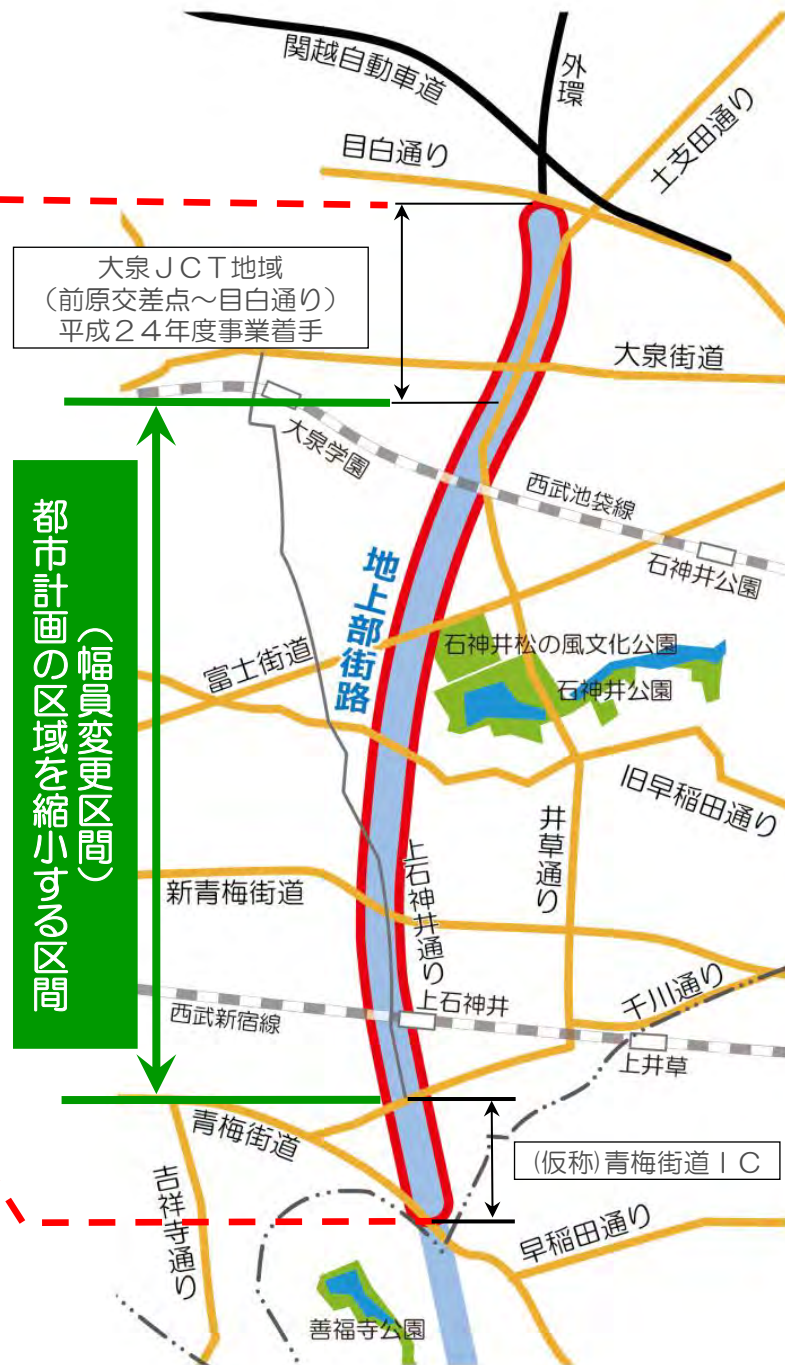 関越自動車道
外環
土支田通り
目白通り
大泉JCT地域
（前原交差点～目白通り）
平成２４年度事業着手
大泉街道
大泉学園
西武池袋線
石神井公園
都市計画の区域を縮小する区間
（幅員変更区間）
地上部街路
富士街道
石神井松の風文化公園
石神井公園
旧早稲田通り
井草通り
新青梅街道
上石神井通り
千川通り
西武新宿線
上石神井
上井草
青梅街道
(仮称)青梅街道ＩＣ
吉祥寺通り
早稲田通り
善福寺公園